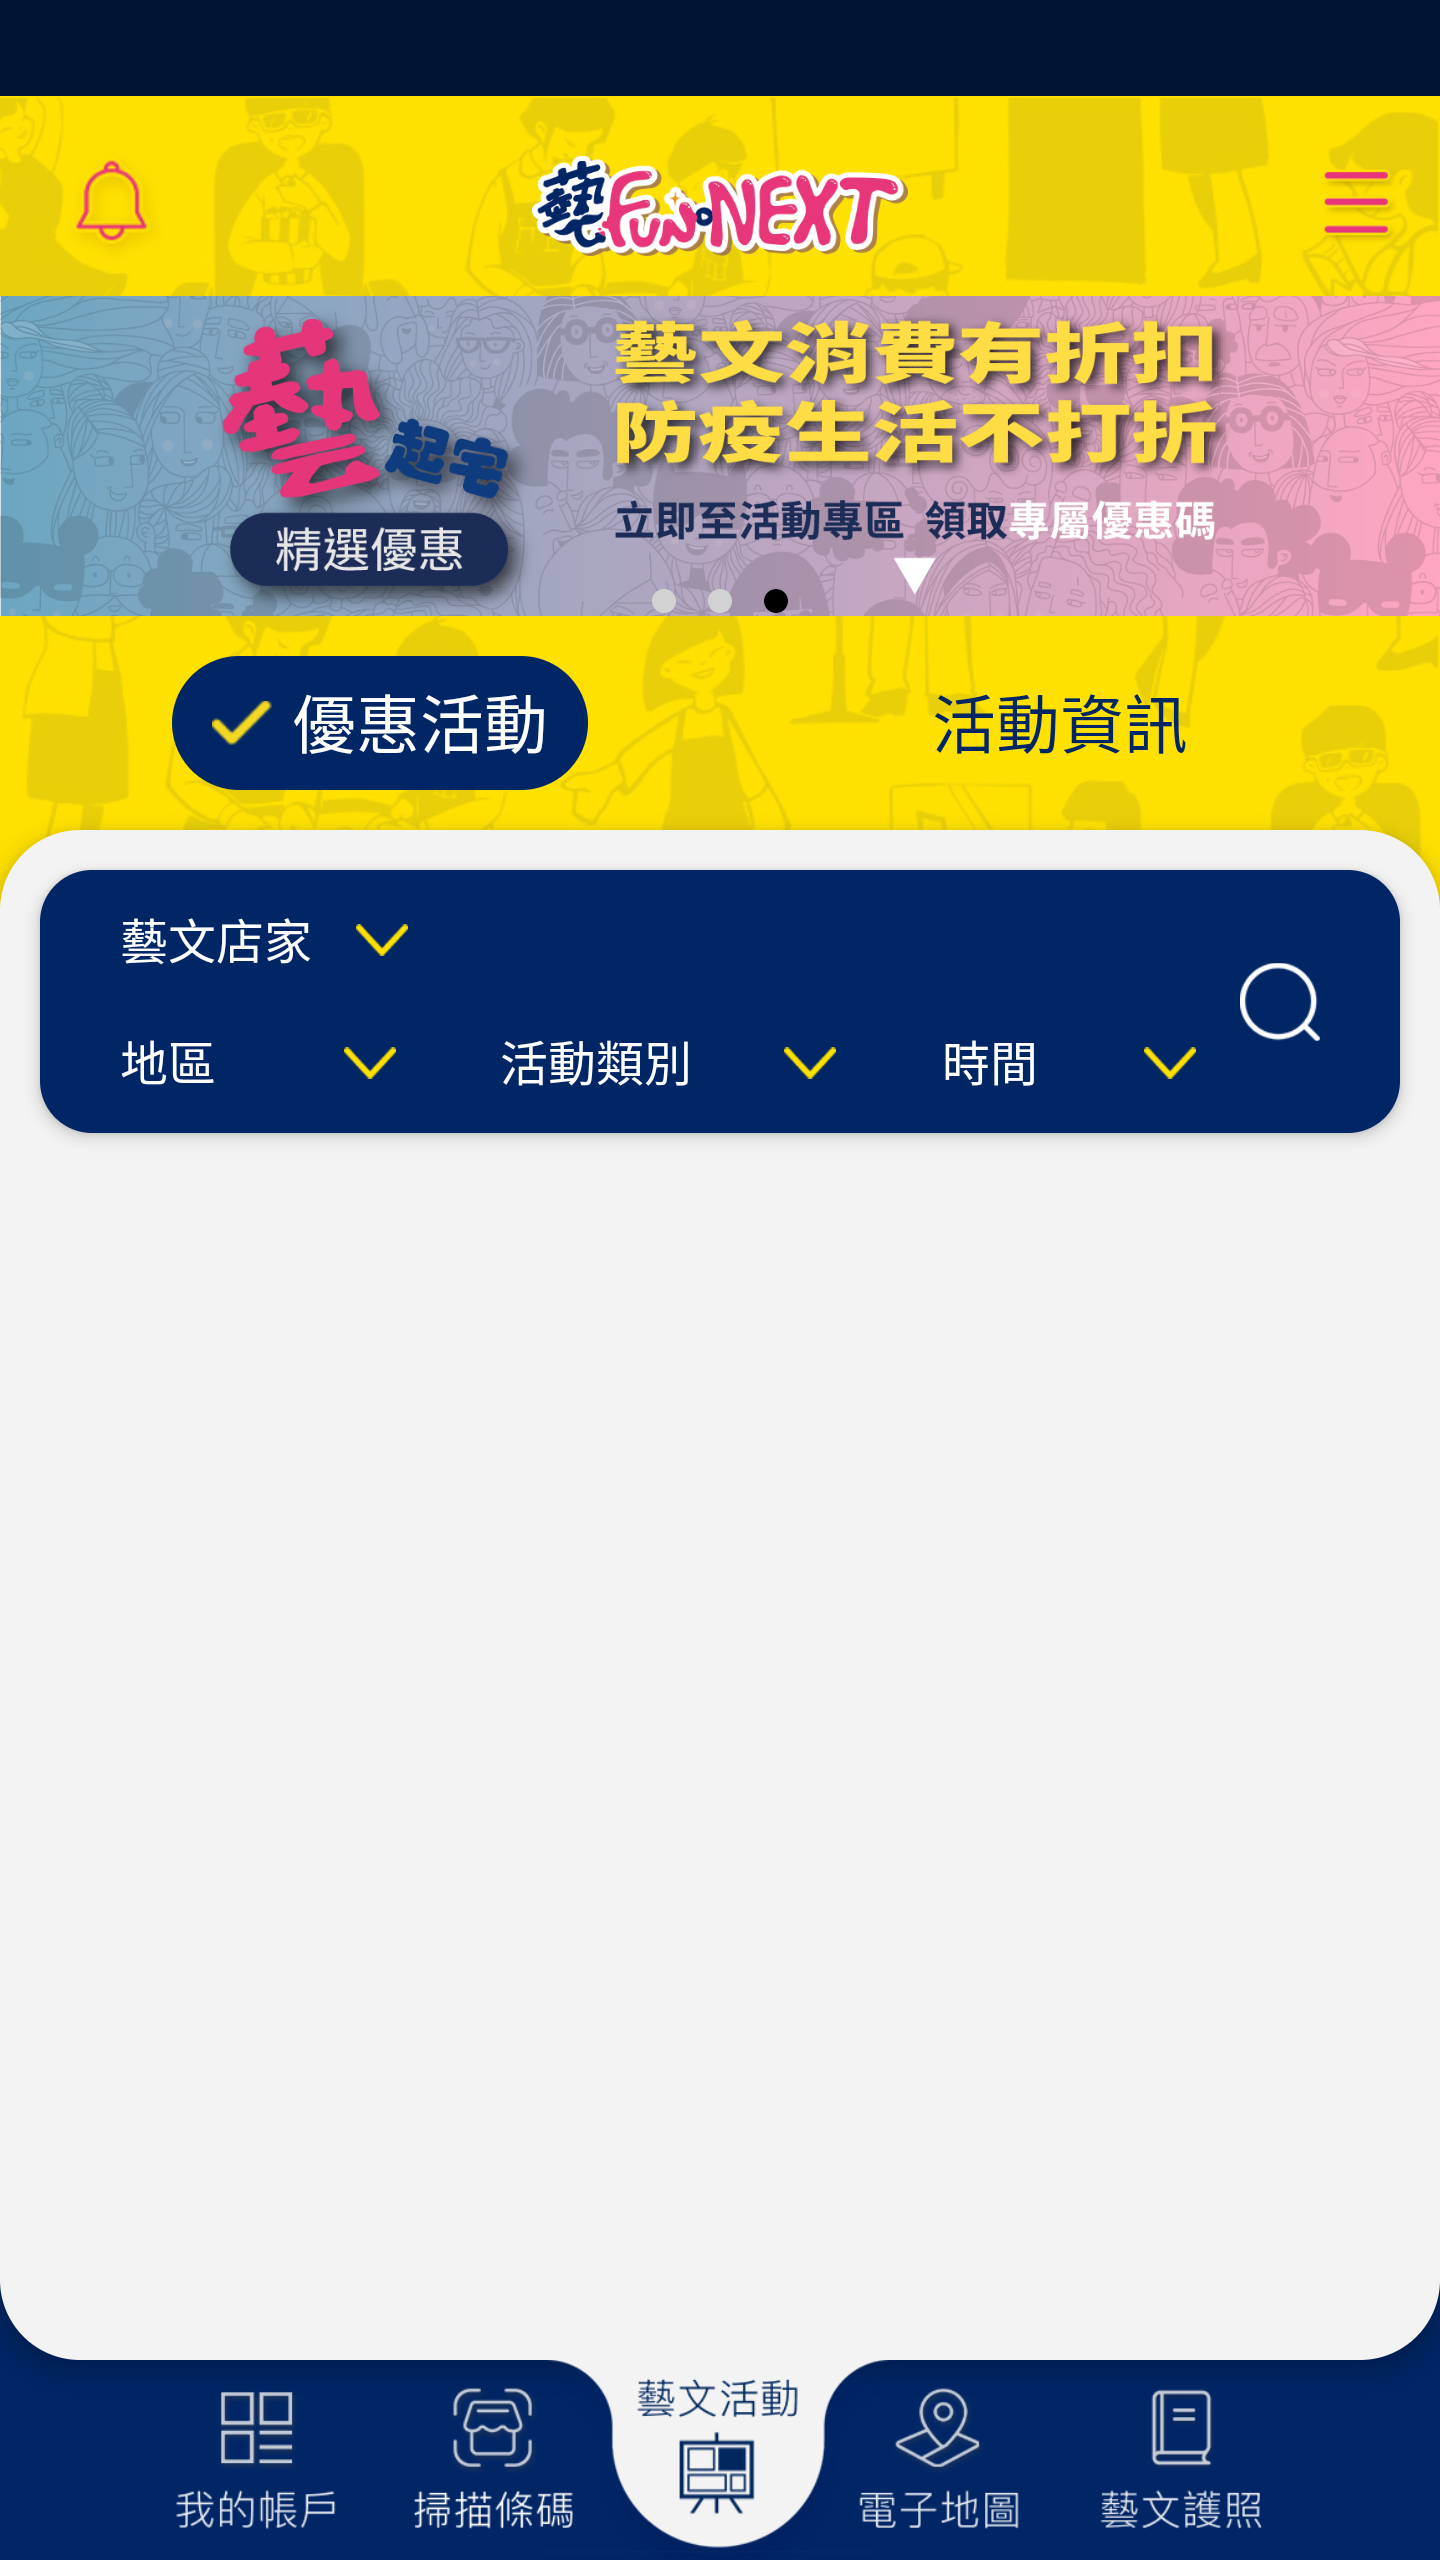 藝FUN NEXT
藝起宅
精選優惠
藝文消費有折扣
防疫生活不打折
立即至活動專區 領取專屬優惠碼
優惠活動
活動資訊
藝文店家
地區
活動類別
時間
我的帳戶
掃描條碼
藝文活動
電子地圖
藝文護照